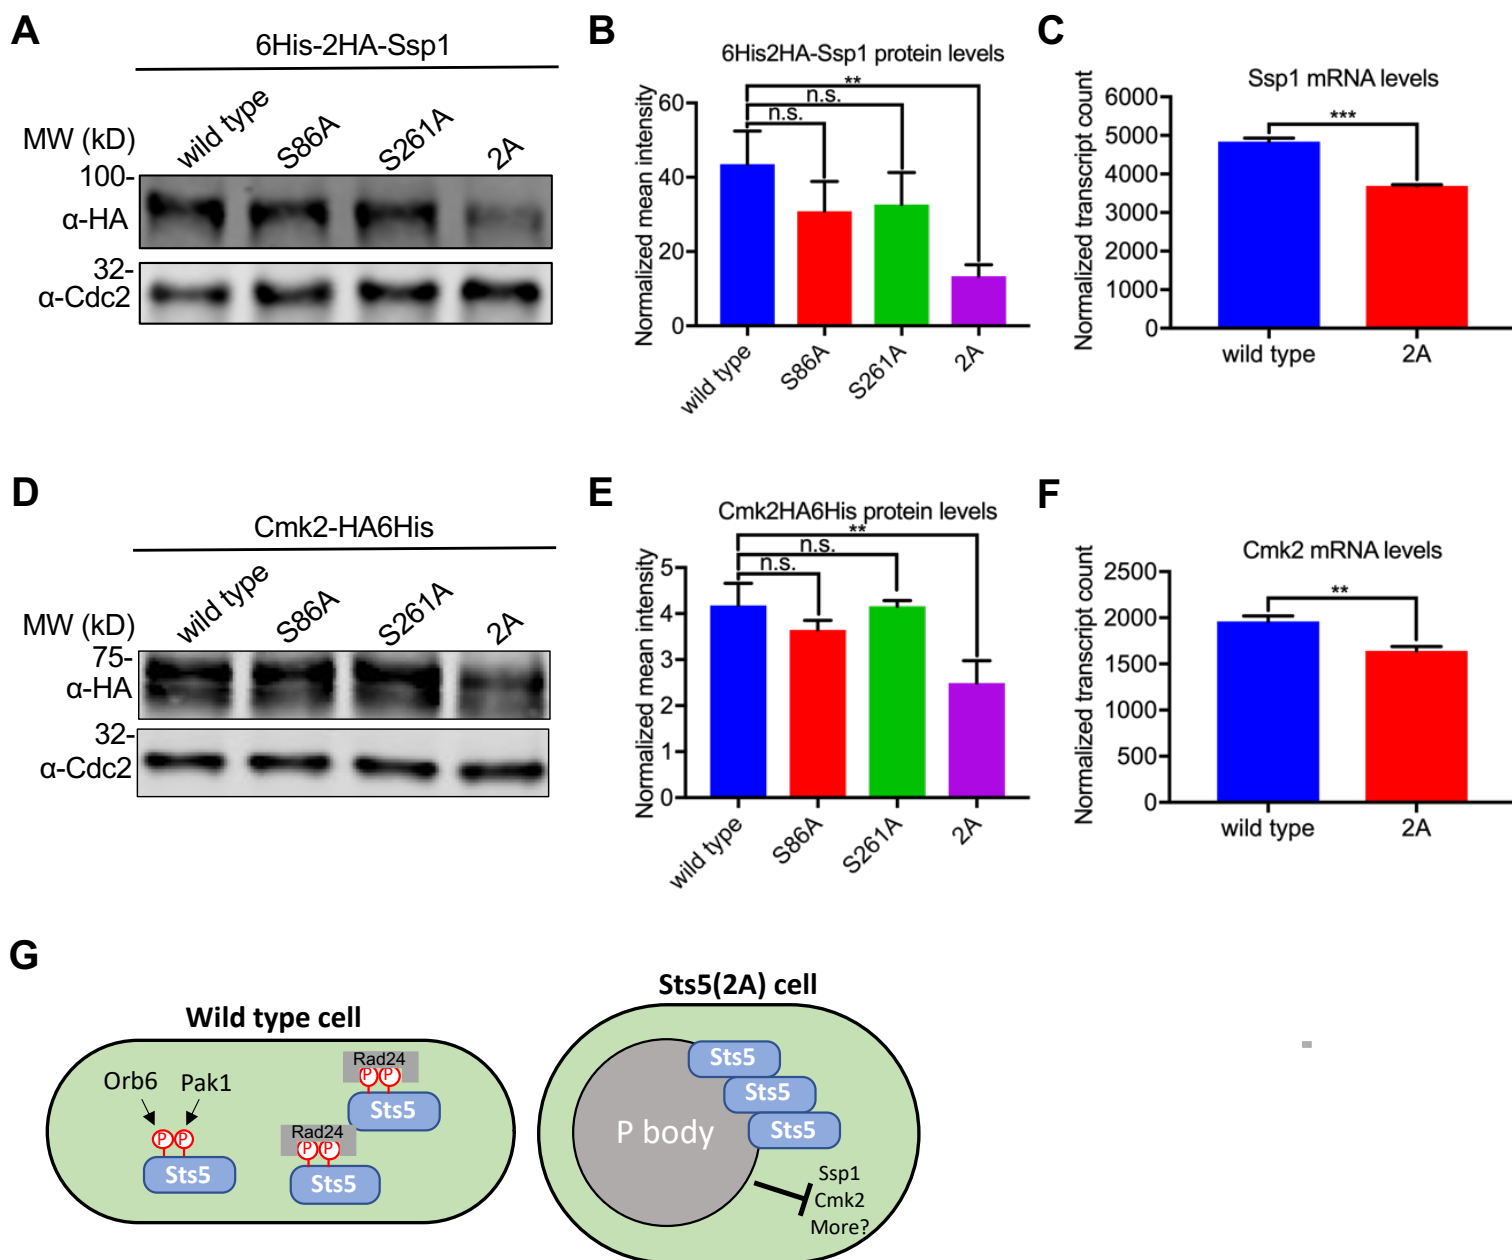 A
6His-2HA-Ssp1
MW (kD)
wild type
S86A
S261A
2A
100-
α-HA
32-
α-Cdc2
B
6His2HA-Ssp1 protein levels
Normalized mean intensity
**
n.s.
n.s.
60
40
20
0
wild type
S86A
S261A
2A
C
Ssp1 mRNA levels
Normalized transcript count
***
6000
5000
4000
3000
2000
1000
0
wild type
2A
D
Cmk2-HA6His
MW (kD)
wild type
S86A
S261A
2A
75-
α-HA
32-
α-Cdc2
E
Cmk2HA6His protein levels
Normalized mean intensity
**
n.s.
n.s.
5
4
3
2
1
0
wild type
S86A
S261A
2A
F
Cmk2 mRNA levels
Normalized transcript count
**
2500
2000
1500
1000
500
0
wild type
2A
G
Wild type cell
Orb6
Pak1
P P
Sts5
Rad24
P P
Sts5
Rad24
P P
Sts5
Sts5(2A) cell
Sts5
Sts5
Sts5
P body
Ssp1
Cmk2
More?